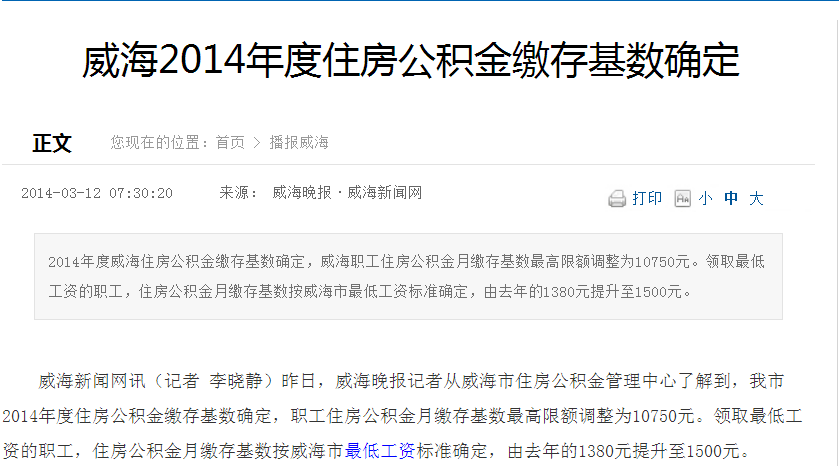 威海2014年度住房公积金缴存基数确定
正文 您现在的位置：首页 > 播报威海
2014-03-12 07:30:20 来源： 威海晚报·威海新闻网 打印 小 中 大
2014年度威海住房公积金缴存基数确定，威海职工住房公积金月缴存基数最高限额调整为10750元。领取最低
工资的职工，住房公积金月缴存基数按威海市最低工资标准确定，由去年的1380元提升至1500元。
威海新闻网讯（记者 李晓静）昨日，威海晚报记者从威海市住房公积金管理中心了解到，我市
2014年度住房公积金缴存基数确定，职工住房公积金月缴存基数最高限额调整为10750元。领取最低工
资的职工，住房公积金月缴存基数按威海市最低工资标准确定，由去年的1380元提升至1500元。